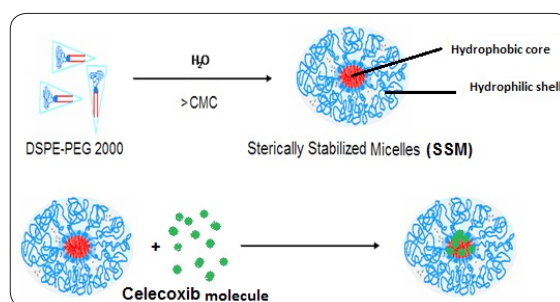 H₂O
> CMC
DSPE-PEG 2000
Hydrophobic core
Hydrophilic shell
Sterically Stabilized Micelles (SSM)
+
Celecoxib molecule